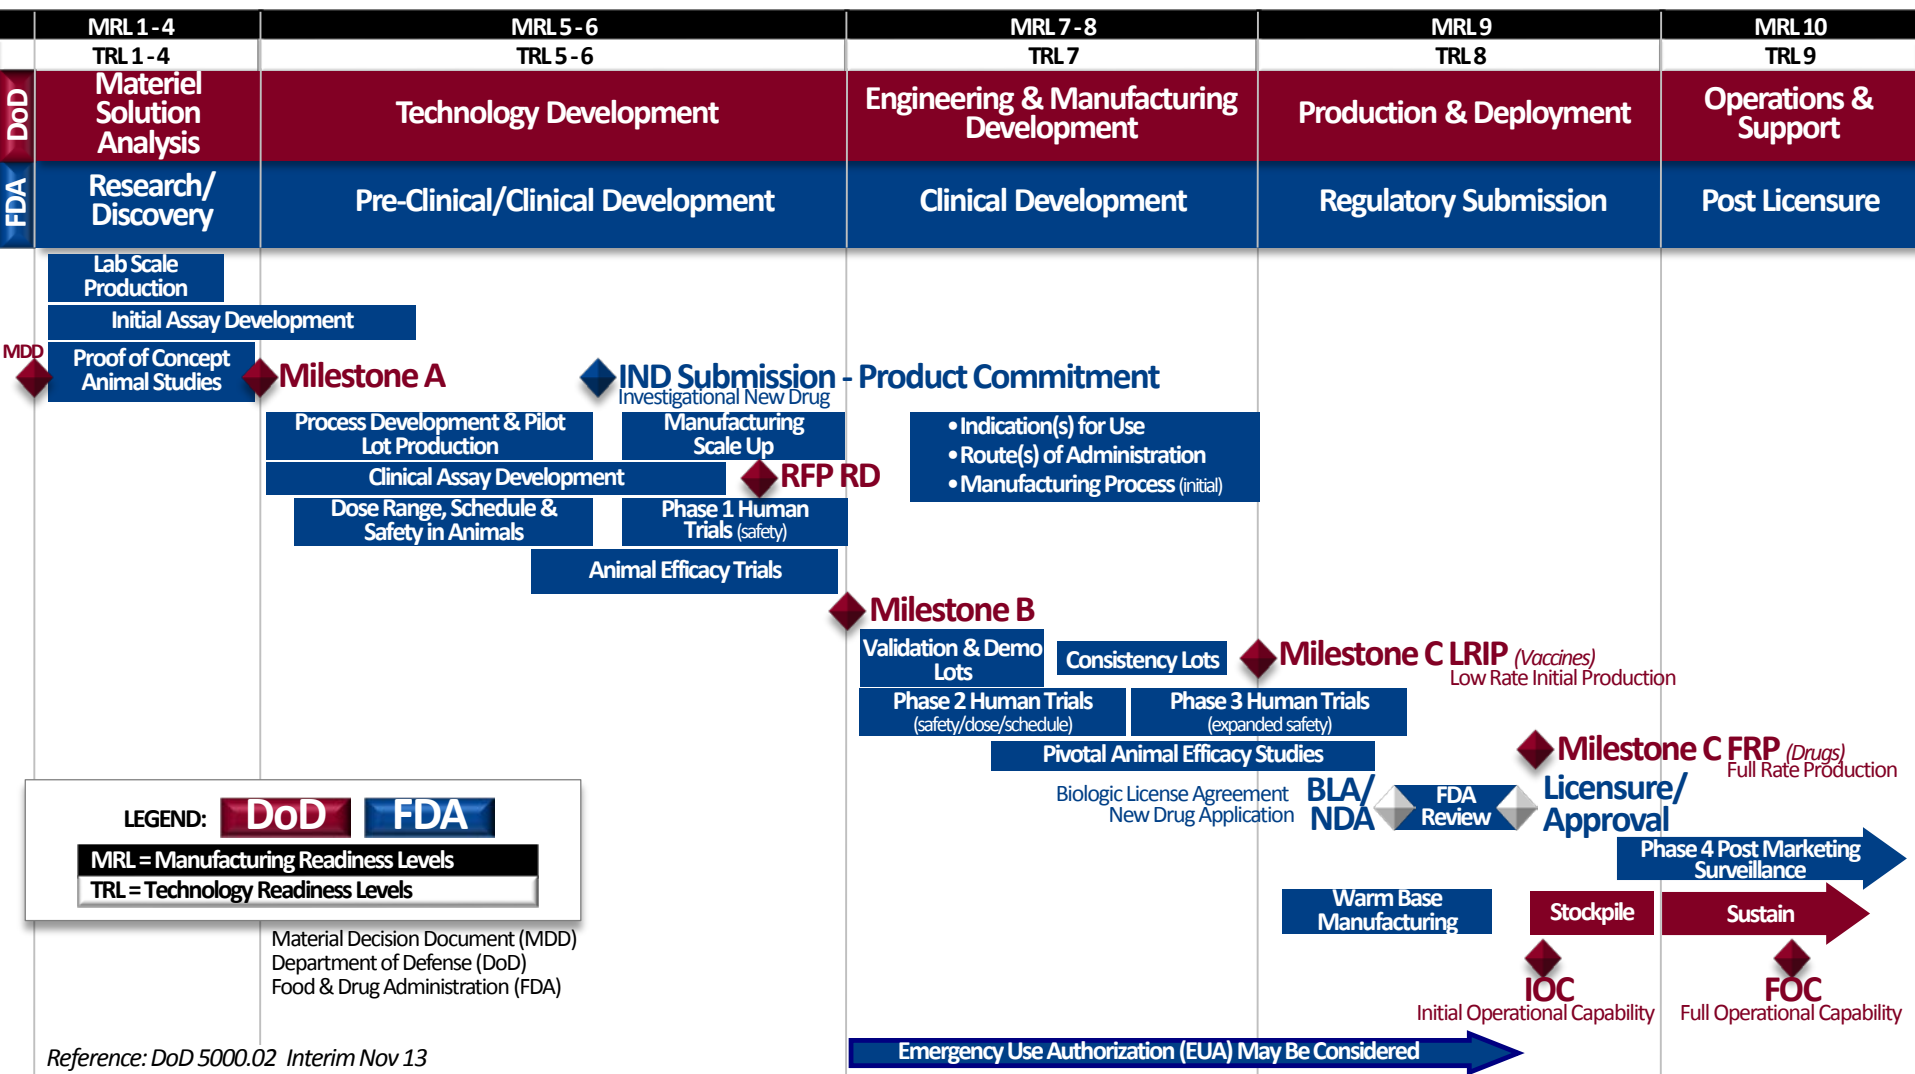 MRL 1 - 4
MRL 5 - 6
MRL 7 - 8
MRL 9
MRL 10
TRL 1 - 4
TRL 5 - 6
TRL 7
TRL 8
TRL 9
DoD
Materiel
Solution
Analysis
Technology Development
Engineering & Manufacturing
Development
Production & Deployment
Operations &
Support
FDA
Research/
Discovery
Pre-Clinical/Clinical Development
Clinical Development
Regulatory Submission
Post Licensure
Lab Scale
Production
Initial Assay Development
MDD
Proof of Concept
Animal Studies
Milestone A
IND Submission - Product Commitment
Investigational New Drug
Process Development & Pilot
Lot Production
Manufacturing
Scale Up
• Indication(s) for Use
• Route(s) of Administration
• Manufacturing Process (initial)
Clinical Assay Development
RFP RD
Dose Range, Schedule &
Safety in Animals
Phase 1 Human
Trials (safety)
Animal Efficacy Trials
Milestone B
Validation & Demo
Lots
Consistency Lots
Milestone C LRIP (Vaccines)
Low Rate Initial Production
Phase 2 Human Trials
(safety/dose/schedule)
Phase 3 Human Trials
(expanded safety)
Pivotal Animal Efficacy Studies
Milestone C FRP (Drugs)
Full Rate Production
Biologic License Agreement
New Drug Application
BLA/
NDA
FDA
Review
Licensure/
Approval
Phase 4 Post Marketing
Surveillance
Warm Base
Manufacturing
Stockpile
Sustain
IOC
Initial Operational Capability
FOC
Full Operational Capability
Emergency Use Authorization (EUA) May Be Considered
LEGEND:
DoD
FDA
MRL = Manufacturing Readiness Levels
TRL = Technology Readiness Levels
Material Decision Document (MDD)
Department of Defense (DoD)
Food & Drug Administration (FDA)
Reference: DoD 5000.02 Interim Nov 13